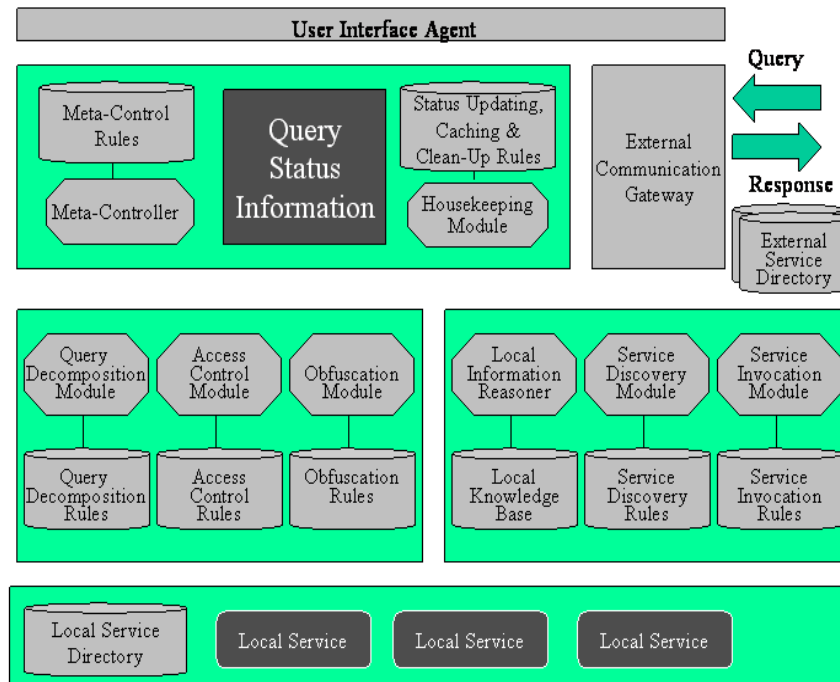 User Interface Agent
Query
Meta-Control
Rules
Query
Status
Information
Status Updating,
Caching &
Clean-Up Rules
External
Communication
Gateway
Meta-Controller
Housekeeping
Module
Response
External
Service
Directory
Query
Decomposition
Module
Access
Control
Module
Obfuscation
Module
Local
Information
Reasoner
Service
Discovery
Module
Service
Invocation
Module
Query
Decomposition
Rules
Access
Control
Rules
Obfuscation
Rules
Local
Knowledge
Base
Service
Discovery
Rules
Service
Invocation
Rules
Local Service
Directory
Local Service
Local Service
Local Service